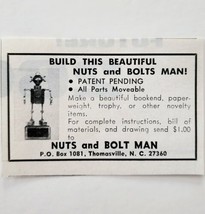 BUILD THIS BEAUTIFUL
NUTS and BOLTS MAN!
• PATENT PENDING
• All Parts Moveable
Make a beautiful bookend, paper-
weight, trophy, or other novelty
items.
For complete instructions, bill of
materials, and drawing send $1.00
to
NUTS and BOLT MAN
P.O. Box 1081, Thomasville, N. C. 27360